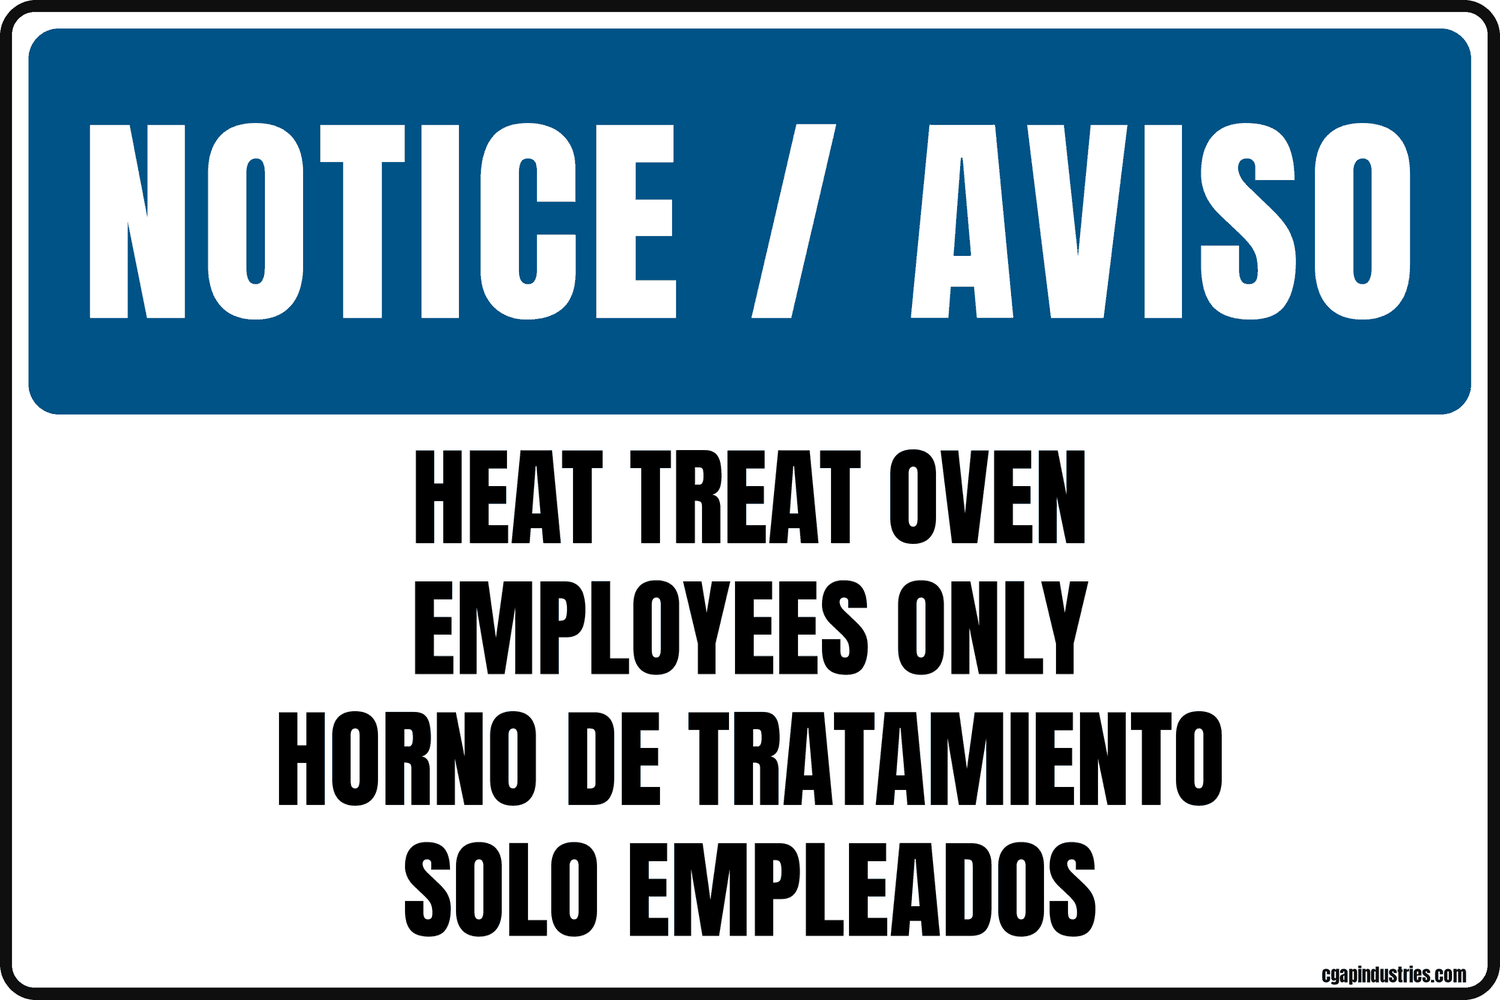 NOTICE / AVISO
HEAT TREAT OVEN
EMPLOYEES ONLY
HORNO DE TRATAMIENTO
SOLO EMPLEADOS
cgapindustries.com